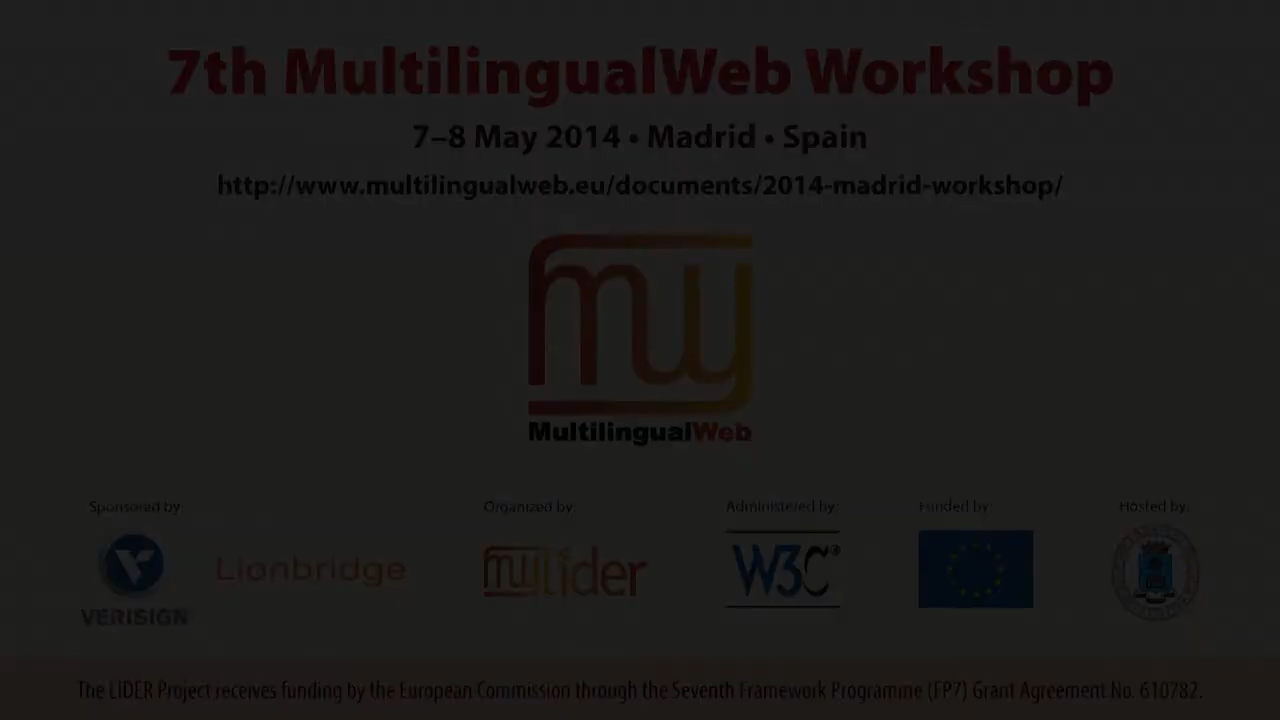 7th MultilingualWeb Workshop
7–8 May 2014 • Madrid • Spain
http://www.multilingualweb.eu/documents/2014-madrid-workshop/
mw
MultilingualWeb
Sponsored by:
Organized by:
Administered by:
Funded by:
Hosted by:
VERISIGN
Lionbridge
mw Lider
W3C®
The LIDER Project receives funding by the European Commission through the Seventh Framework Programme (FP7) Grant Agreement No. 610782.